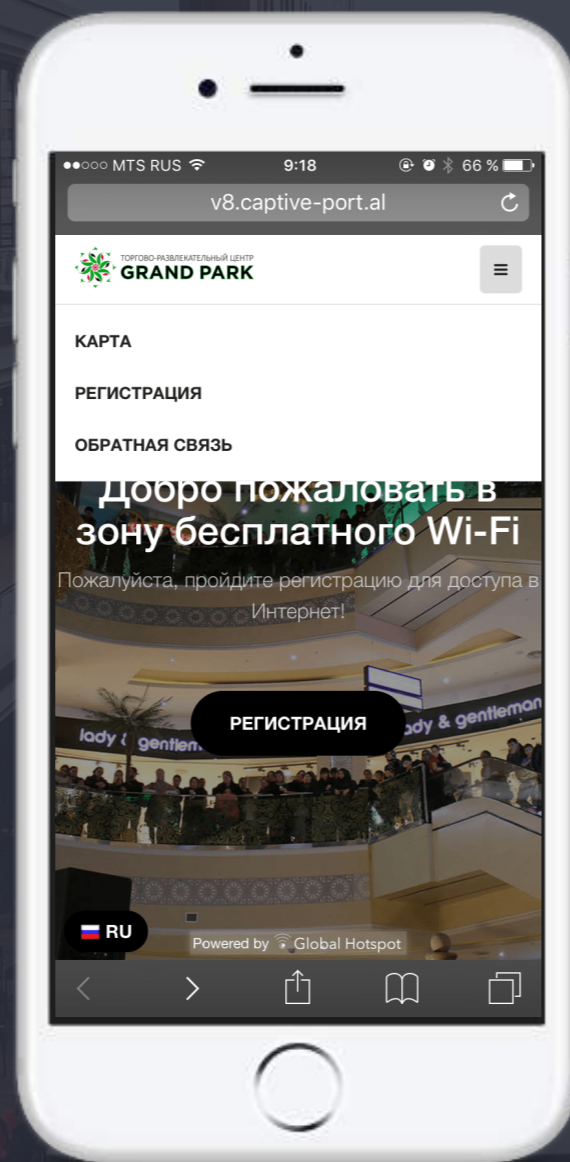 MTS RUS 9:18 66 %
v8.captive-port.al
ТОРГОВО-РАЗВЛЕКАТЕЛЬНЫЙ ЦЕНТР
GRAND PARK
КАРТА
РЕГИСТРАЦИЯ
ОБРАТНАЯ СВЯЗЬ
Добро пожаловать в
зону бесплатного Wi-Fi
Пожалуйста, пройдите регистрацию для доступа в
Интернет!
РЕГИСТРАЦИЯ
lady & gentlem
ady & gentleman
RU
Powered by Global Hotspot